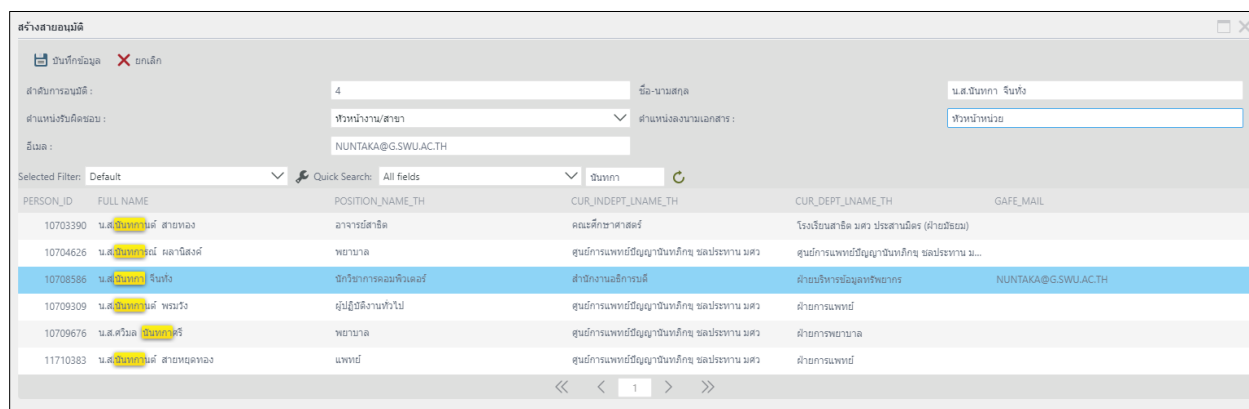 สร้างสายอนุมัติ
บันทึกข้อมูล ยกเลิก
ลำดับการอนุมัติ : 4 ชื่อ-นามสกุล น.ส.นันทกา จีนทั่ง
ตำแหน่งรับผิดชอบ : หัวหน้างาน/สาขา ตำแหน่งลงนามเอกสาร : หัวหน้าหน่วย
อีเมล : NUNTAKA@G.SWU.AC.TH
Selected Filter: Default Quick Search: All fields นันทกา
PERSON_ID FULL NAME POSITION_NAME_TH CUR_INDEPT_LNAME_TH CUR_DEPT_LNAME_TH GAFE_MAIL
10703390 น.ส.นันทกานต์ สายทอง อาจารย์สาธิต คณะศึกษาศาสตร์ โรงเรียนสาธิต มศว ประสานมิตร (ฝ่ายมัธยม)
10704626 น.ส.นันทการณ์ ผลานิสงค์ พยาบาล ศูนย์การแพทย์ปัญญานันทภิกขุ ชลประทาน มศว ศูนย์การแพทย์ปัญญานันทภิกขุ ชลประทาน ม...
10708586 น.ส.นันทกา จีนทั่ง นักวิชาการคอมพิวเตอร์ สำนักงานอธิการบดี ฝ่ายบริหารข้อมูลทรัพยากร NUNTAKA@G.SWU.AC.TH
10709309 น.ส.นันทกานต์ พรมวัง ผู้ปฏิบัติงานทั่วไป ศูนย์การแพทย์ปัญญานันทภิกขุ ชลประทาน มศว ฝ่ายการแพทย์
10709676 น.ส.ศวิมล นันทกาศรี พยาบาล ศูนย์การแพทย์ปัญญานันทภิกขุ ชลประทาน มศว ฝ่ายการพยาบาล
11710383 น.ส.นันทกานต์ สายหยุดทอง แพทย์ ศูนย์การแพทย์ปัญญานันทภิกขุ ชลประทาน มศว ฝ่ายการแพทย์
1